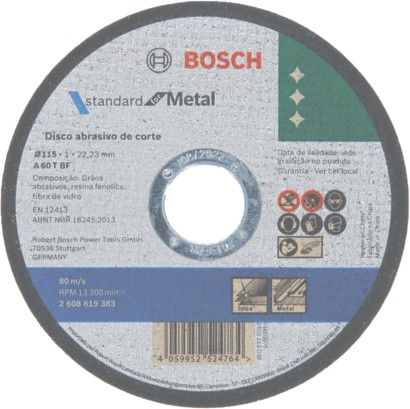 BOSCH
standard for Metal
Disco abrasivo de corte
Ø 115 · 1 · 22,23 mm
A 60 T BF
Composição: Grãos
abrasivos, resina fenólica,
fibra de vidro
EN 12413
ABNT NBR 15245:2013
Robert Bosch Power Tools GmbH
70538 Stuttgart
GERMANY
Data de validade: vide
gravação no produto
Garantia - Ver Lei local
80 m/s
RPM 13 300 min⁻¹
2 608 619 383
Inox
Metal
4 059952 524764 >